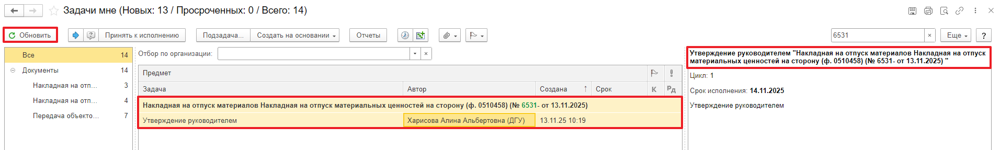 Задачи мне (Новых: 13 / Просроченных: 0 / Всего: 14)
Обновить Принять к исполнению Подзадача... Создать на основании Отчеты 6531 × Еще ?
Все 14
Документы 14
Накладная на отп... 3
Накладная на отп... 4
Передача объекто... 7
Отбор по организации: ×
Предмет
Задача Автор Создана ↑ Срок К Рд
Накладная на отпуск материалов Накладная на отпуск материальных ценностей на сторону (ф. 0510458) (№ 6531- от 13.11.2025)
Утверждение руководителем Харисова Алина Альбертовна (ДГУ) 13.11.25 10:19
Утверждение руководителем "Накладная на отпуск материалов Накладная на отпуск
материальных ценностей на сторону (ф. 0510458) (№ 6531- от 13.11.2025) "
Цикл: 1
Срок исполнения: 14.11.2025
Утверждение руководителем